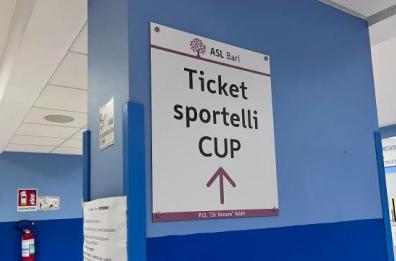 ASL Bari
Ticket
sportelli
CUP
P.O. "Di Venere" BARI